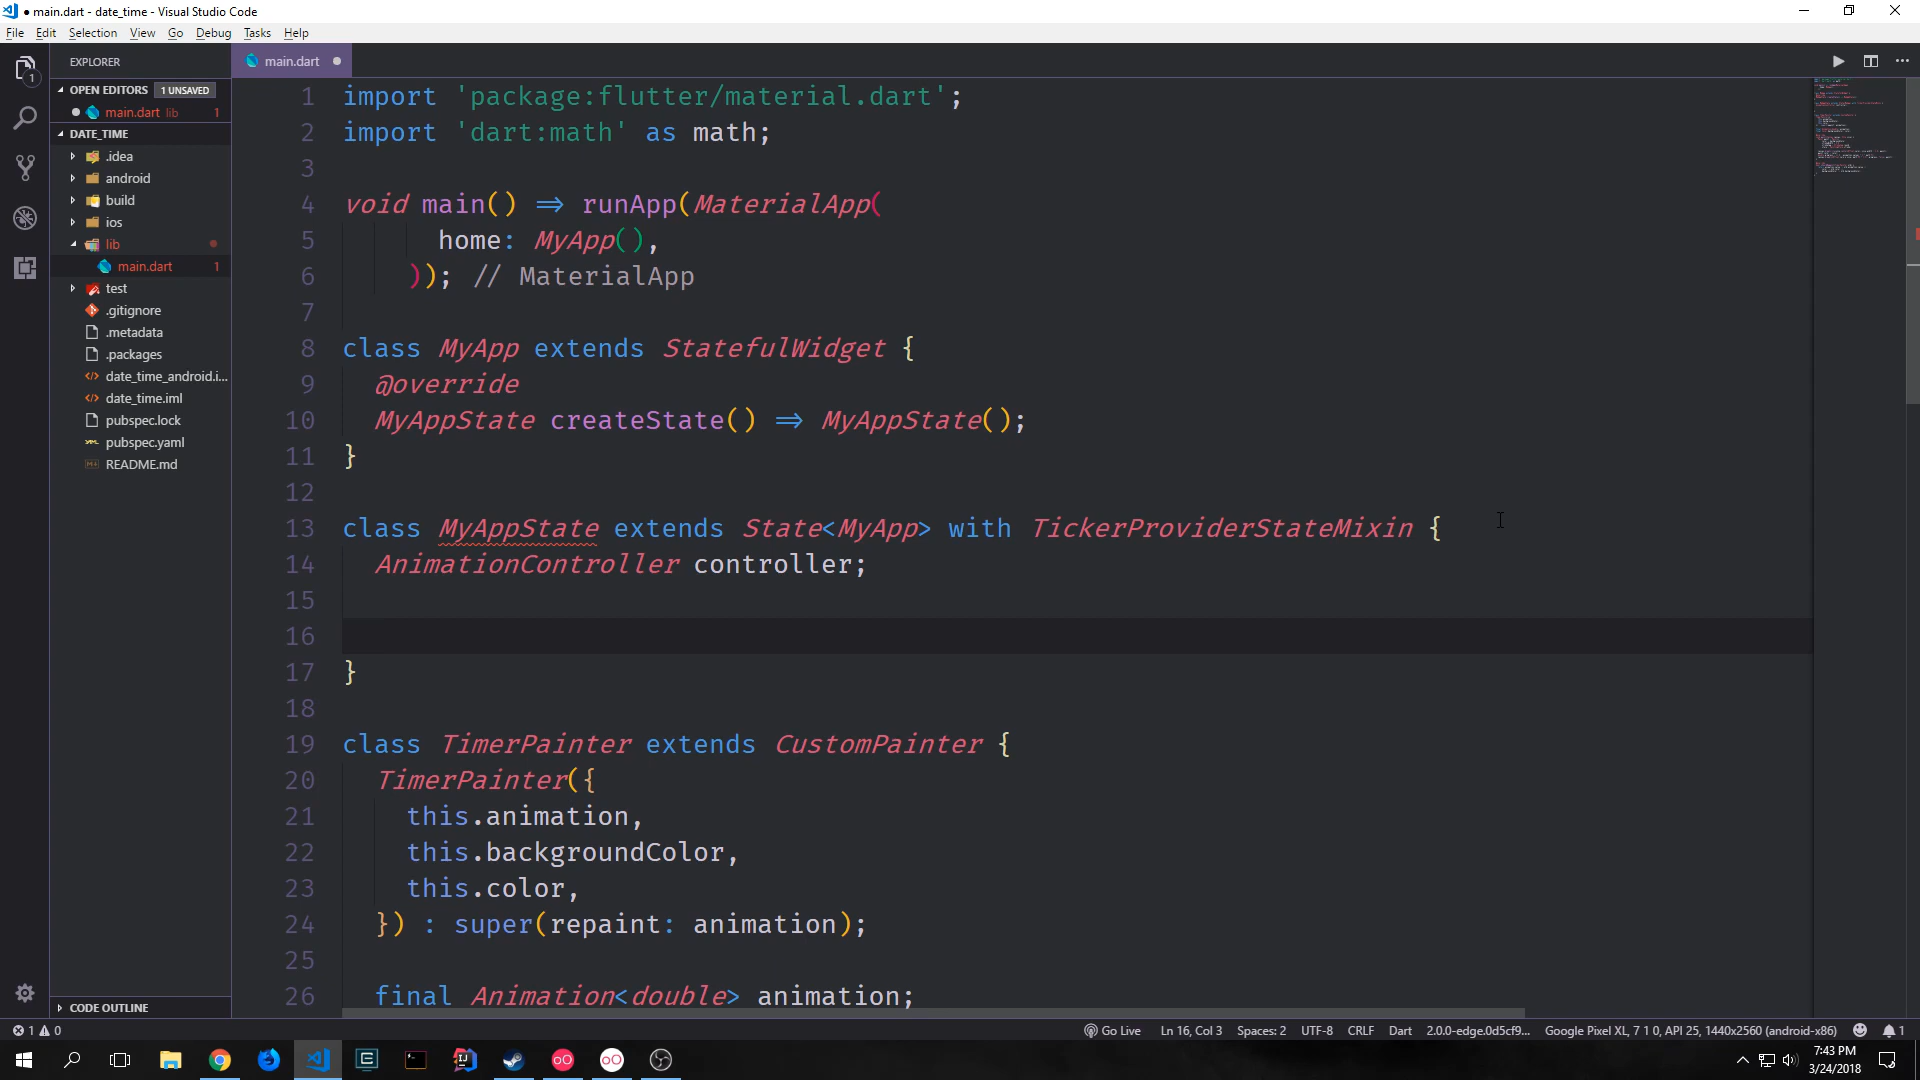 main.dart - date_time - Visual Studio Code
File Edit Selection View Go Debug Tasks Help
EXPLORER
main.dart
1
OPEN EDITORS 1 UNSAVED
main.dart lib 1
DATE_TIME
.idea
android
build
ios
lib
main.dart 1
test
.gitignore
.metadata
.packages
date_time_android.i...
date_time.iml
pubspec.lock
pubspec.yaml
README.md
CODE OUTLINE
1 import 'package:flutter/material.dart';
2 import 'dart:math' as math;
3
4 void main() => runApp(MaterialApp(
5 home: MyApp(),
6 )); // MaterialApp
7
8 class MyApp extends StatefulWidget {
9 @override
10 MyAppState createState() => MyAppState();
11 }
12
13 class MyAppState extends State<MyApp> with TickerProviderStateMixin {
14 AnimationController controller;
15
16
17 }
18
19 class TimerPainter extends CustomPainter {
20 TimerPainter({
21 this.animation,
22 this.backgroundColor,
23 this.color,
24 }) : super(repaint: animation);
25
26 final Animation<double> animation;
1 0 Go Live Ln 16, Col 3 Spaces: 2 UTF-8 CRLF Dart 2.0.0-edge.0d5cf9... Google Pixel XL, 7 1 0, API 25, 1440x2560 (android-x86) 1
7:43 PM
3/24/2018